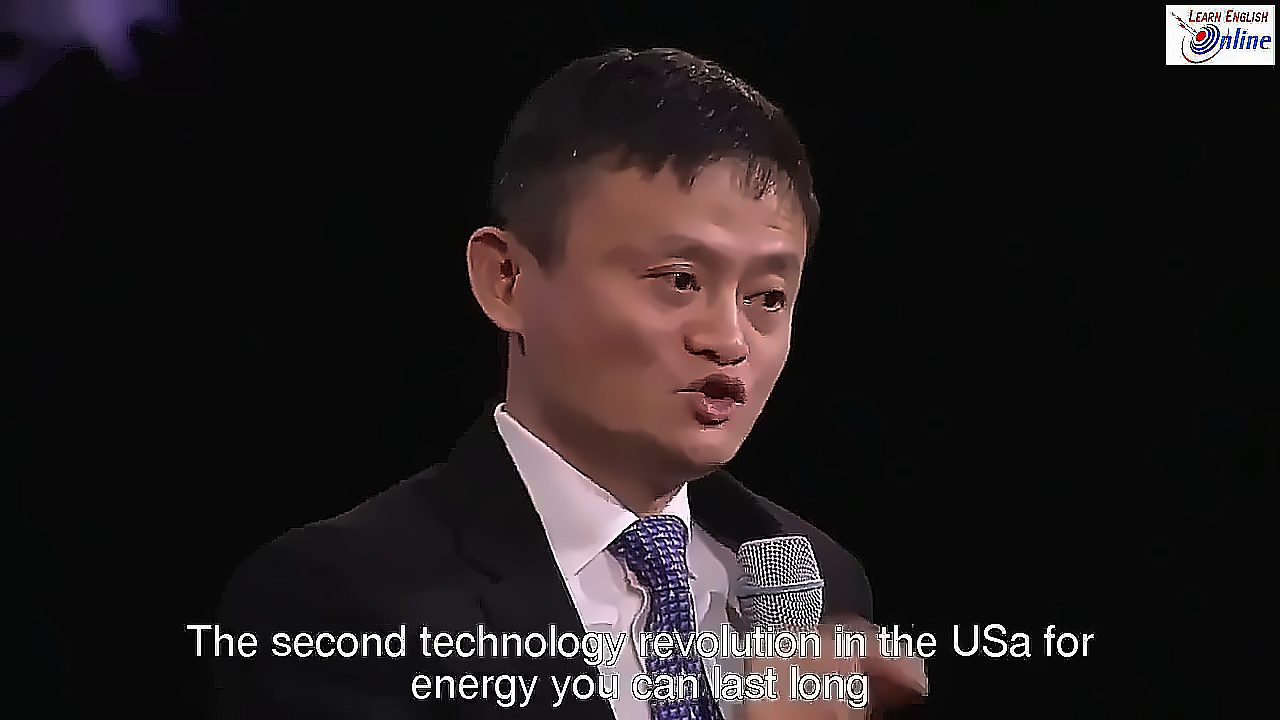 LEARN ENGLISH
Online
The second technology revolution in the USa for
energy you can last long